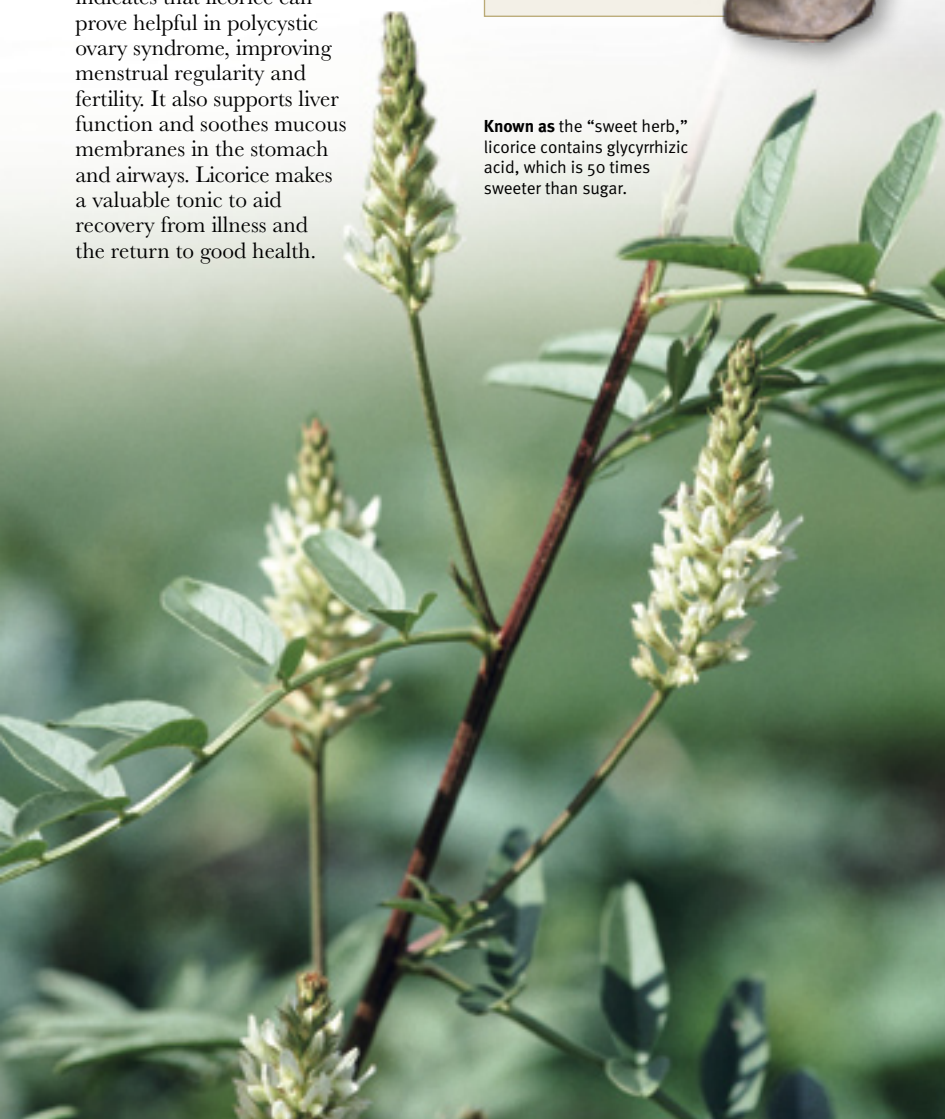 indicates that licorice can
prove helpful in polycystic
ovary syndrome, improving
menstrual regularity and
fertility. It also supports liver
function and soothes mucous
membranes in the stomach
and airways. Licorice makes
a valuable tonic to aid
recovery from illness and
the return to good health.
Known as the “sweet herb,”
licorice contains glycyrrhizic
acid, which is 50 times
sweeter than sugar.